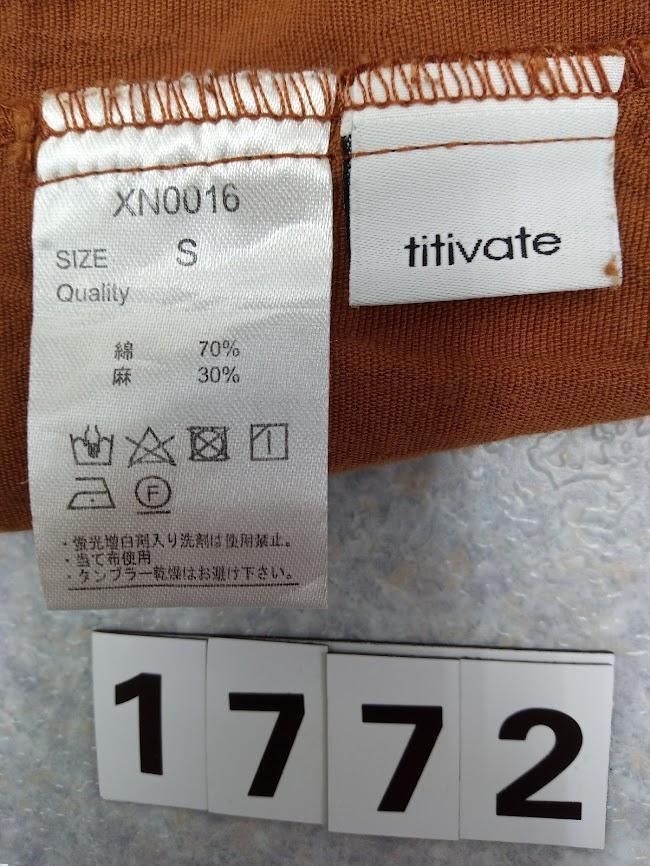 XN0016
SIZE S
Quality
綿 70%
麻 30%
F
・蛍光増白剤入り洗剤は使用禁止。
・当て布使用
・タンブラー乾燥はお避け下さい。
titivate
1772